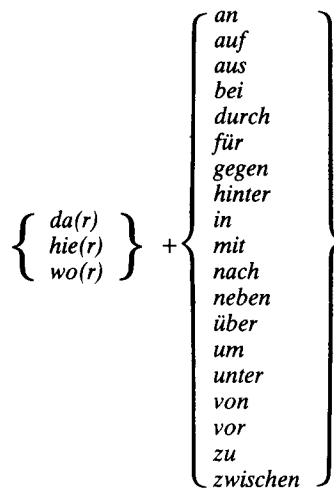 da(r)
hie(r)
wo(r)
+
an
auf
aus
bei
durch
für
gegen
hinter
in
mit
nach
neben
über
um
unter
von
vor
zu
zwischen